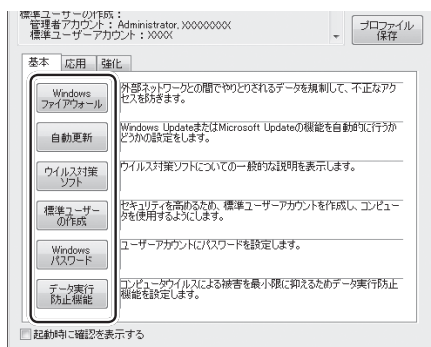 標準ユーザーの作成：
管理者アカウント： Administrator, XXXXXXXX
標準ユーザーアカウント：XXXX
プロファイル
保存
基本 応用 強化
Windows
ファイアウォール
外部ネットワークとの間でやりとりされるデータを規制して、不正なアク
セスを防ぎます。
自動更新
Windows UpdateまたはMicrosoft Updateの機能を自動的に行うか
どうかの設定をします。
ウイルス対策
ソフト
ウイルス対策ソフトについての一般的な説明を表示します。
標準ユーザー
の作成
セキュリティを高めるため、標準ユーザーアカウントを作成し、コンピュー
タを使用するようにします。
Windows
パスワード
ユーザーアカウントにパスワードを設定します。
データ実行
防止機能
コンピュータウイルスによる被害を最小限に抑えるためデータ実行防止
機能を設定します。
起動時に確認を表示する